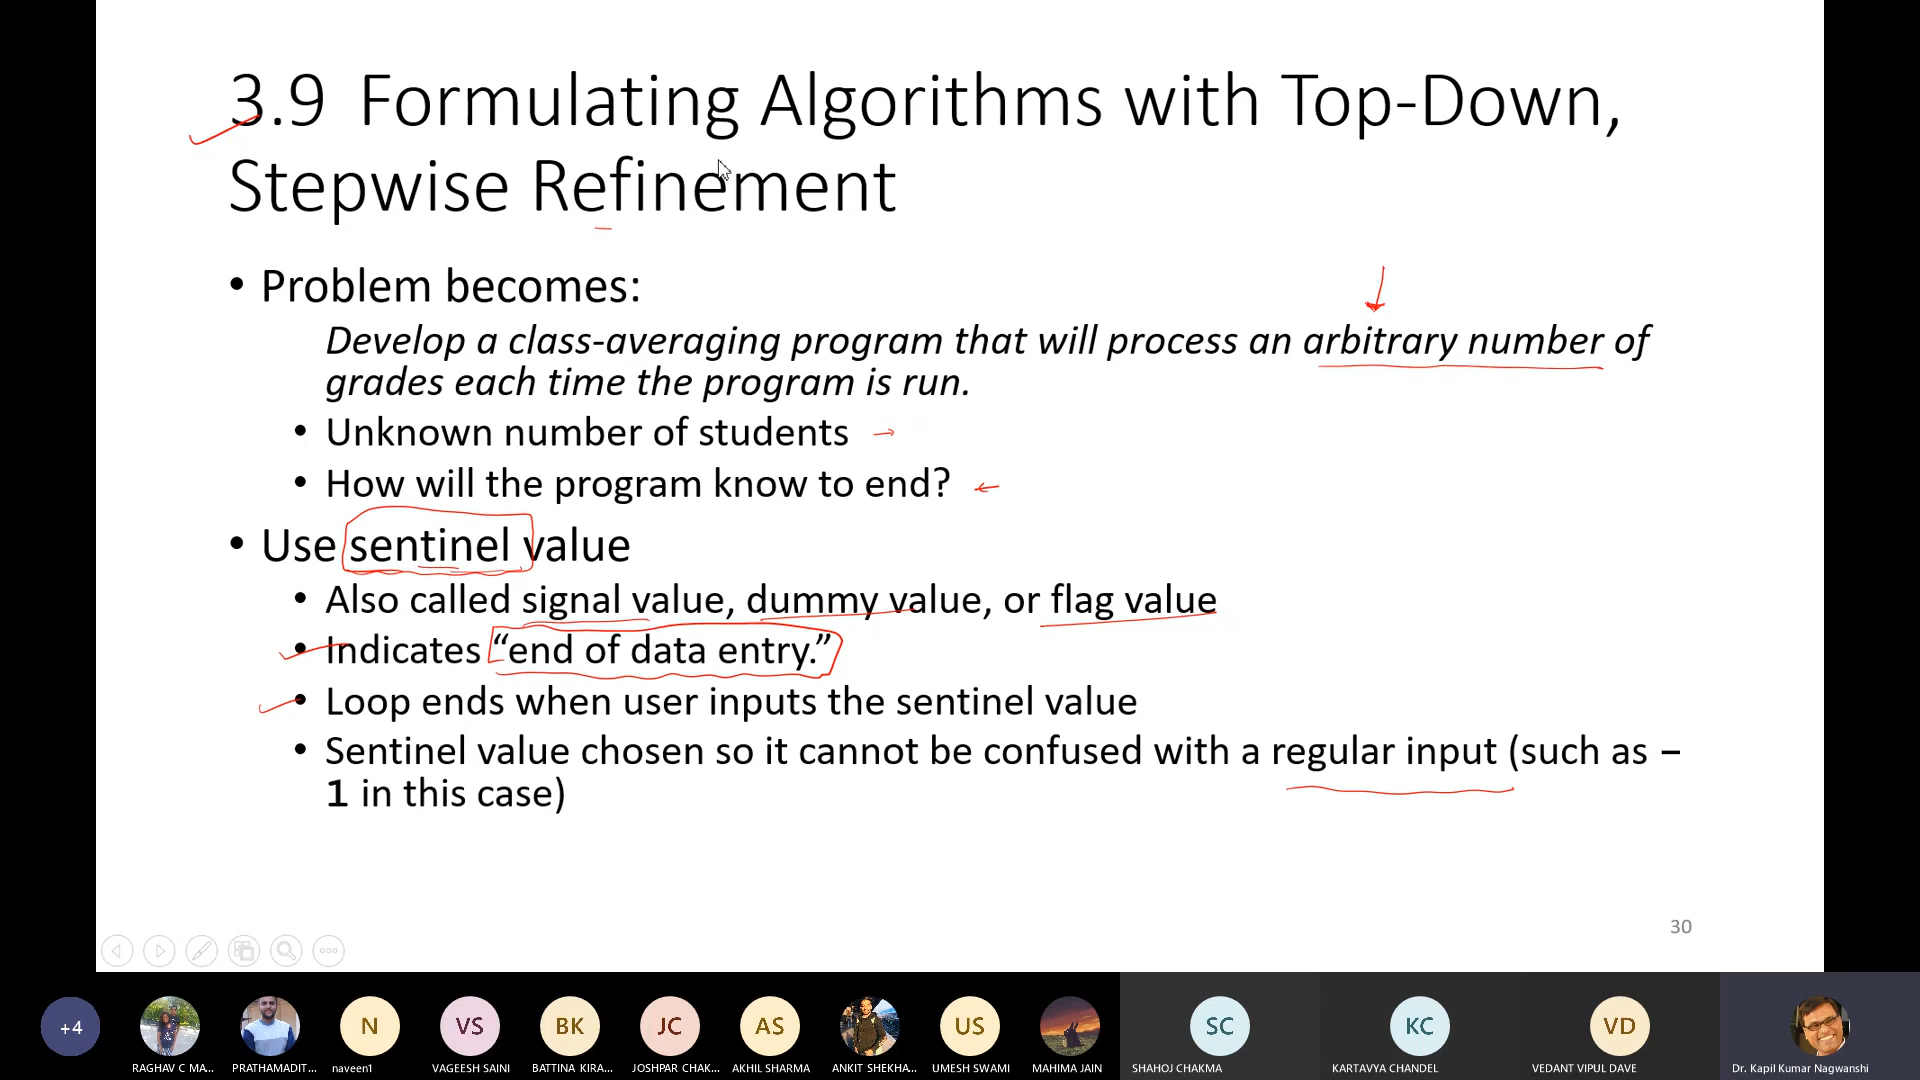 3.9 Formulating Algorithms with Top-Down,
Stepwise Refinement
• Problem becomes:
Develop a class-averaging program that will process an arbitrary number of
grades each time the program is run.
• Unknown number of students
• How will the program know to end?
• Use sentinel value
• Also called signal value, dummy value, or flag value
• Indicates “end of data entry.”
• Loop ends when user inputs the sentinel value
• Sentinel value chosen so it cannot be confused with a regular input (such as –
1 in this case)
30
+4 N VS BK JC AS US SC KC VD
RAGHAV C MA... PRATHAMADIT... naveen1 VAGEESH SAINI BATTINA KIRA... JOSHPAR CHAK... AKHIL SHARMA ANKIT SHEKHA... UMESH SWAMI MAHIMA JAIN SHAHOJ CHAKMA KARTAVYA CHANDEL VEDANT VIPUL DAVE Dr. Kapil Kumar Nagwanshi